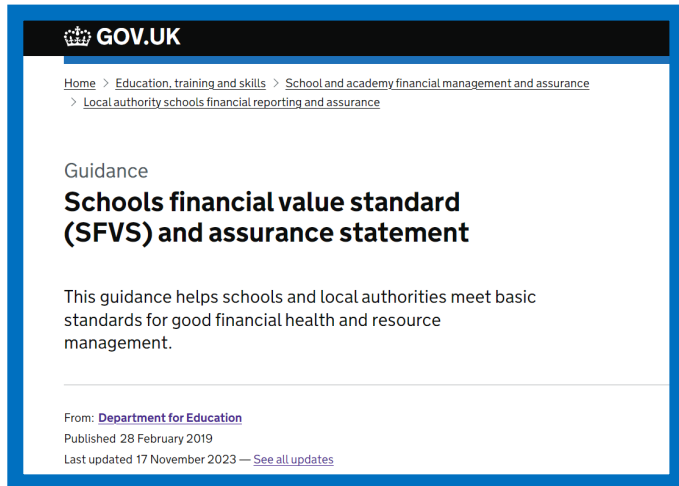 GOV.UK
Home > Education, training and skills > School and academy financial management and assurance
> Local authority schools financial reporting and assurance
Guidance
Schools financial value standard
(SFVS) and assurance statement
This guidance helps schools and local authorities meet basic
standards for good financial health and resource
management.
From: Department for Education
Published 28 February 2019
Last updated 17 November 2023 — See all updates